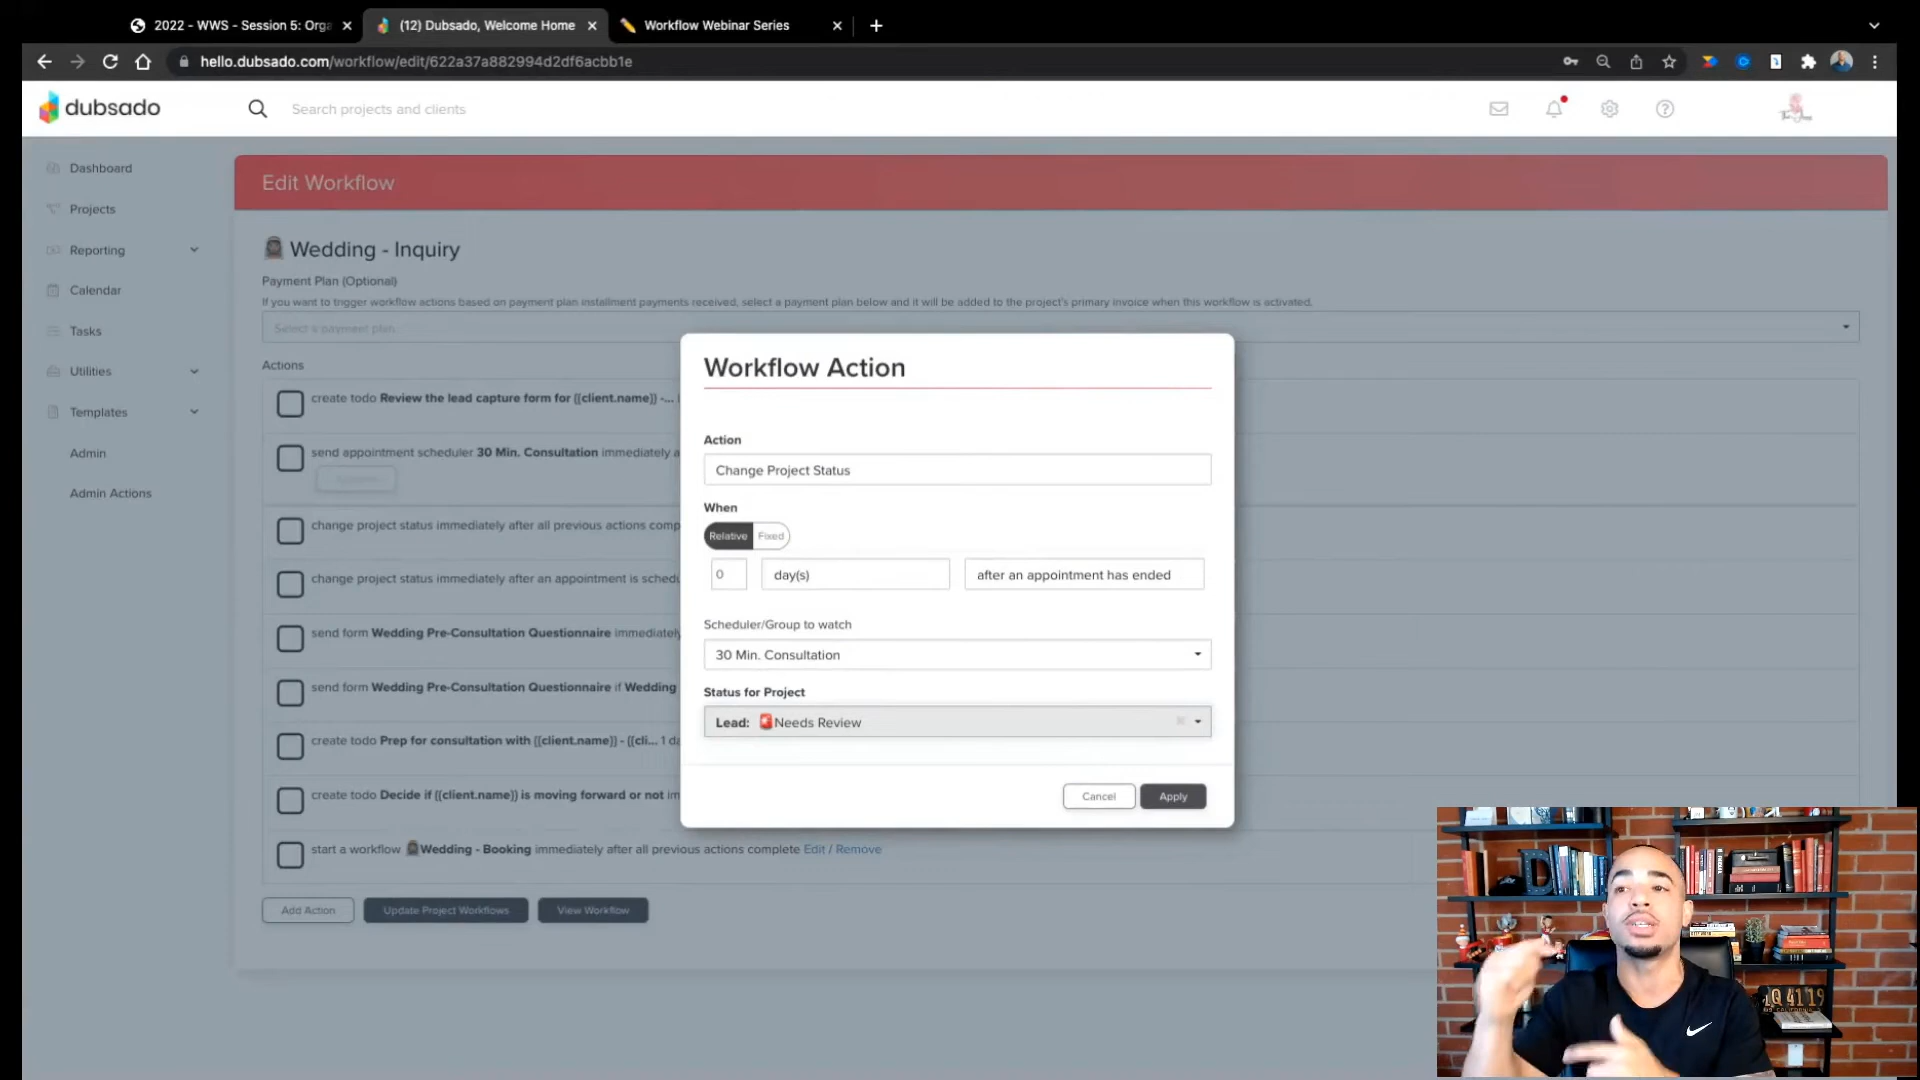 2022 - WWS - Session 5: Orga
(12) Dubsado, Welcome Home
Workflow Webinar Series
hello.dubsado.com/workflow/edit/622a37a882994d2df6acbb1e
dubsado
Search projects and clients
Dashboard
Projects
Reporting
Calendar
Tasks
Utilities
Templates
Admin
Admin Actions
Edit Workflow
Wedding - Inquiry
Payment Plan (Optional)
If you want to trigger workflow actions based on payment plan installment payments received, select a payment plan below and it will be added to the project's primary invoice when this workflow is activated.
Select a payment plan...
Actions
create todo Review the lead capture form for {{client.name}} -...
send appointment scheduler 30 Min. Consultation immediately a
change project status immediately after all previous actions comp
change project status immediately after an appointment is schedu
send form Wedding Pre-Consultation Questionnaire immediately
send form Wedding Pre-Consultation Questionnaire if Wedding
create todo Prep for consultation with {{client.name}} - {{cli... 1 da
create todo Decide if {{client.name}} is moving forward or not im
start a workflow Wedding - Booking immediately after all previous actions complete Edit / Remove
Add Action
Update Project Workflows
View Workflow
Workflow Action
Action
Change Project Status
When
Relative Fixed
0 day(s) after an appointment has ended
Scheduler/Group to watch
30 Min. Consultation
Status for Project
Lead: Needs Review
Cancel
Apply
D
1Q 4119